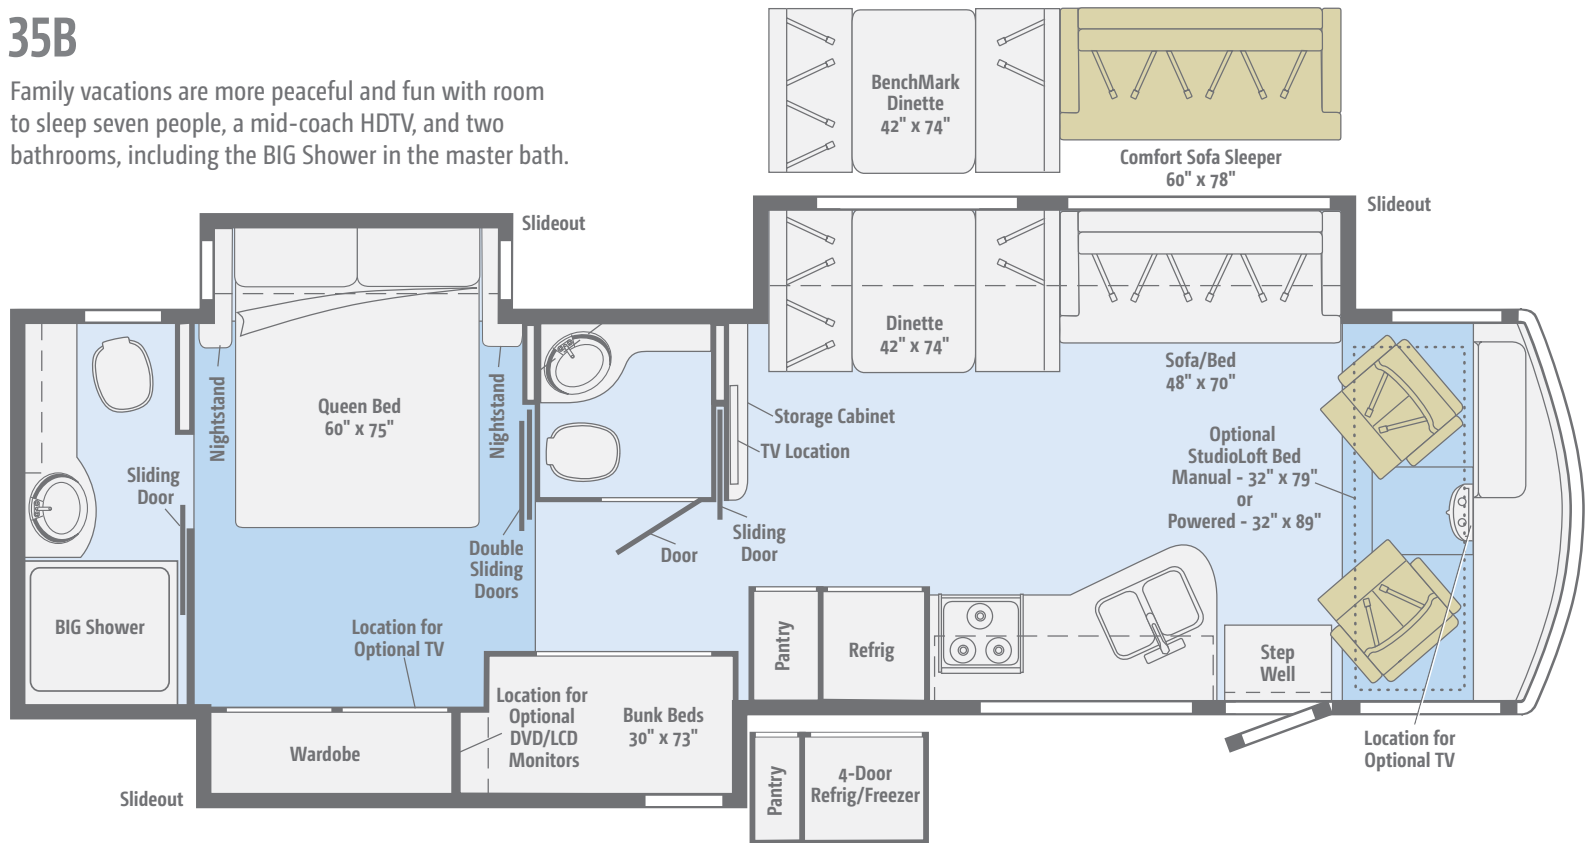 35B
Family vacations are more peaceful and fun with room
to sleep seven people, a mid-coach HDTV, and two
bathrooms, including the BIG Shower in the master bath.
BenchMark
Dinette
42" x 74"
Comfort Sofa Sleeper
60" x 78"
Slideout
Slideout
Nightstand
Queen Bed
60" x 75"
Nightstand
Dinette
42" x 74"
Sofa/Bed
48" x 70"
Storage Cabinet
TV Location
Optional
StudioLoft Bed
Manual - 32" x 79"
or
Powered - 32" x 89"
Sliding
Door
Double
Sliding
Doors
Door
Sliding
Door
BIG Shower
Location for
Optional TV
Pantry
Refrig
Step
Well
Location for
Optional
DVD/LCD
Monitors
Bunk Beds
30" x 73"
Wardobe
Location for
Optional TV
Slideout
Pantry
4-Door
Refrig/Freezer